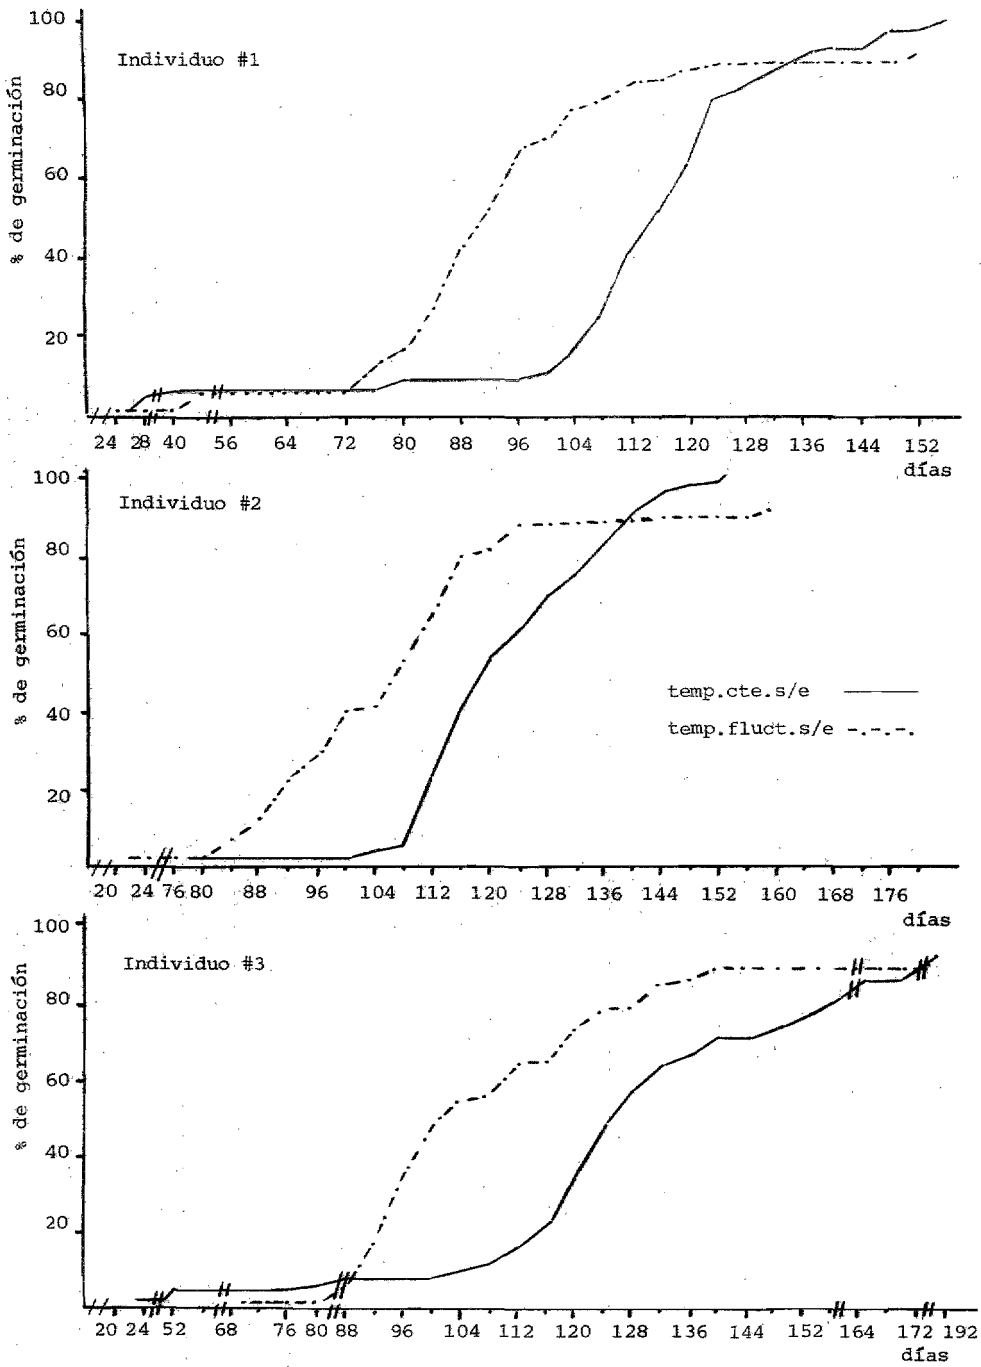 100
Individuo #1
80
60
40
20
% de germinación
24 28 40 56 64 72 80 88 96 104 112 120 128 136 144 152
días
100
Individuo #2
80
60
40
20
% de germinación
temp.cte.s/e
temp.fluct.s/e
20 24 76 80 88 96 104 112 120 128 136 144 152 160 168 176
días
100
Individuo #3
80
60
40
20
% de germinación
20 24 52 68 76 80 88 96 104 112 120 128 136 144 152 164 172 192
días